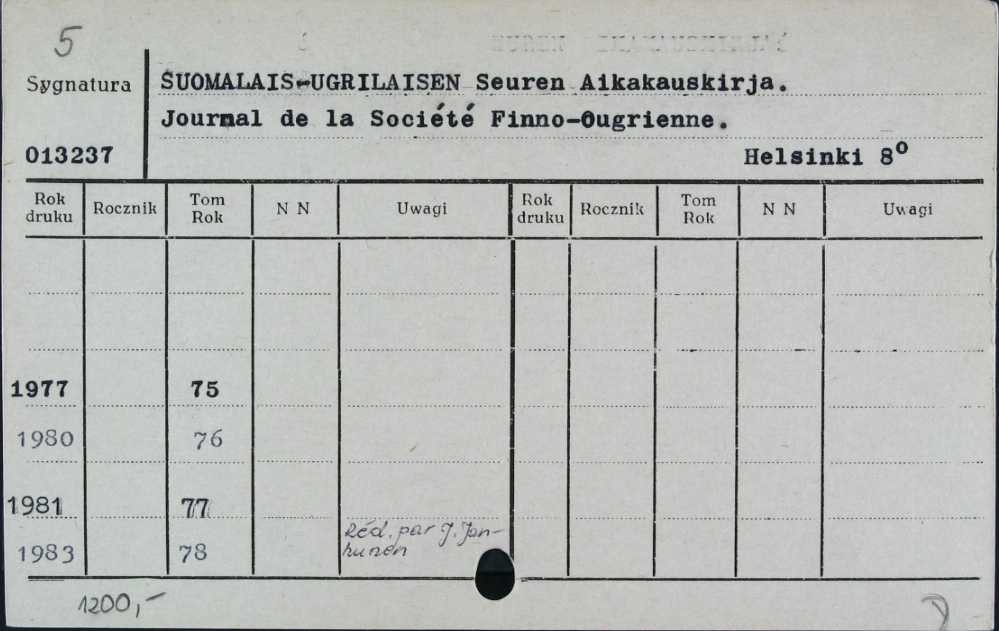 5
Sygnatura
SUOMALAIS-UGRILAISEN Seuren Aikakauskirja.
Journal de la Société Finno-Ougrienne.
013237
Helsinki 8°
Rok druku Rocznik Tom Rok N N Uwagi Rok druku Rocznik Tom Rok N N Uwagi
1977 75
1980 76
1981 77
1983 78 Réd. par J. Jan-
hunen
1200,-